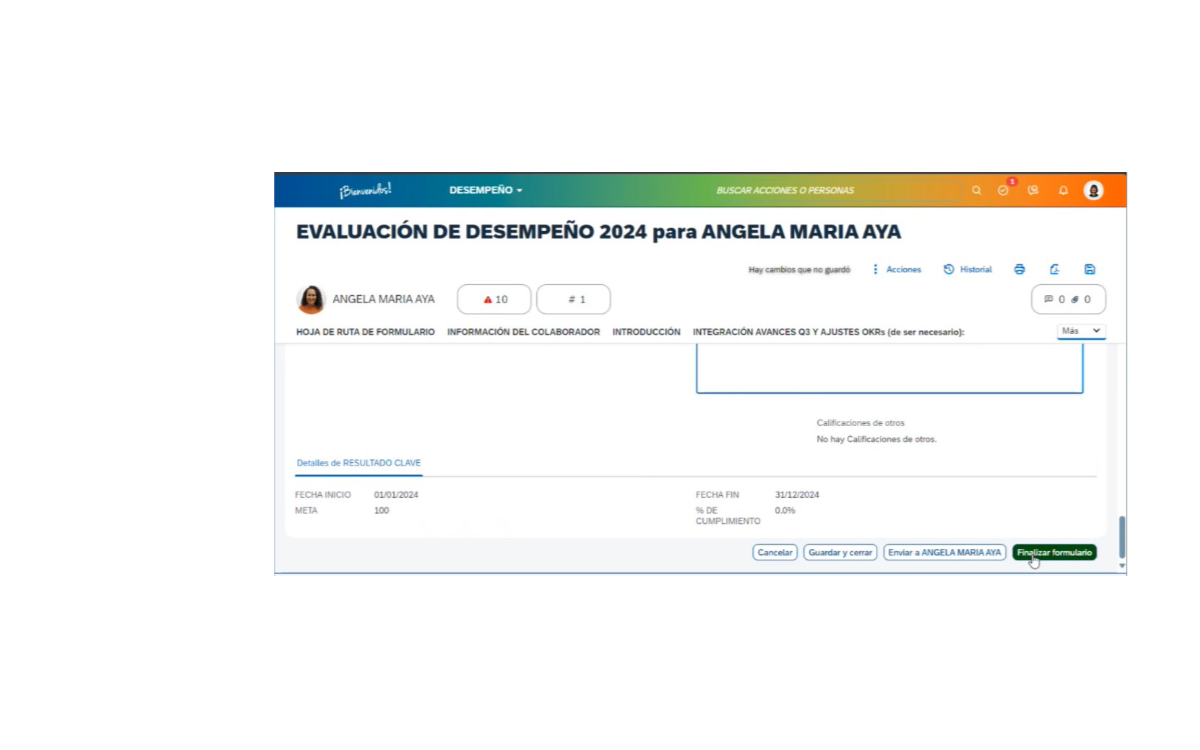 ¡Bienvenidos!
DESEMPEÑO
BUSCAR ACCIONES O PERSONAS
1
EVALUACIÓN DE DESEMPEÑO 2024 para ANGELA MARIA AYA
Hay cambios que no guardó
Acciones
Historial
ANGELA MARIA AYA
10
# 1
0
0
HOJA DE RUTA DE FORMULARIO
INFORMACIÓN DEL COLABORADOR
INTRODUCCIÓN
INTEGRACIÓN AVANCES Q3 Y AJUSTES OKRs (de ser necesario):
Más
Calificaciones de otros
No hay Calificaciones de otros.
Detalles de RESULTADO CLAVE
FECHA INICIO 01/01/2024
FECHA FIN 31/12/2024
META 100
% DE CUMPLIMIENTO 0.0%
Cancelar
Guardar y cerrar
Enviar a ANGELA MARIA AYA
Finalizar formulario